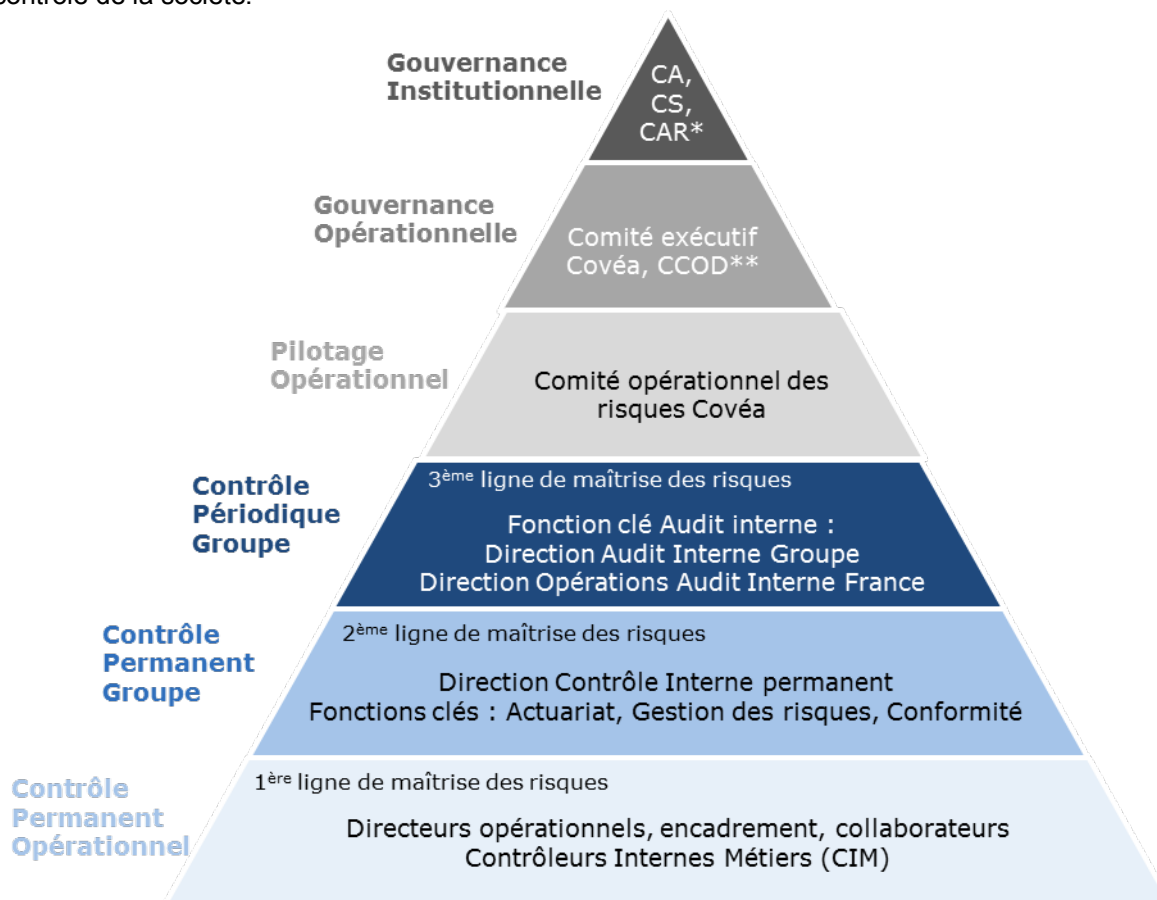 contrôle de la société.
Gouvernance
Institutionnelle
CA,
CS,
CAR*
Gouvernance
Opérationnelle
Comité exécutif
Covéa, CCOD**
Pilotage
Opérationnel
Comité opérationnel des
risques Covéa
Contrôle
Périodique
Groupe
3ème ligne de maîtrise des risques
Fonction clé Audit interne :
Direction Audit Interne Groupe
Direction Opérations Audit Interne France
Contrôle
Permanent
Groupe
2ème ligne de maîtrise des risques
Direction Contrôle Interne permanent
Fonctions clés : Actuariat, Gestion des risques, Conformité
Contrôle
Permanent
Opérationnel
1ère ligne de maîtrise des risques
Directeurs opérationnels, encadrement, collaborateurs
Contrôleurs Internes Métiers (CIM)